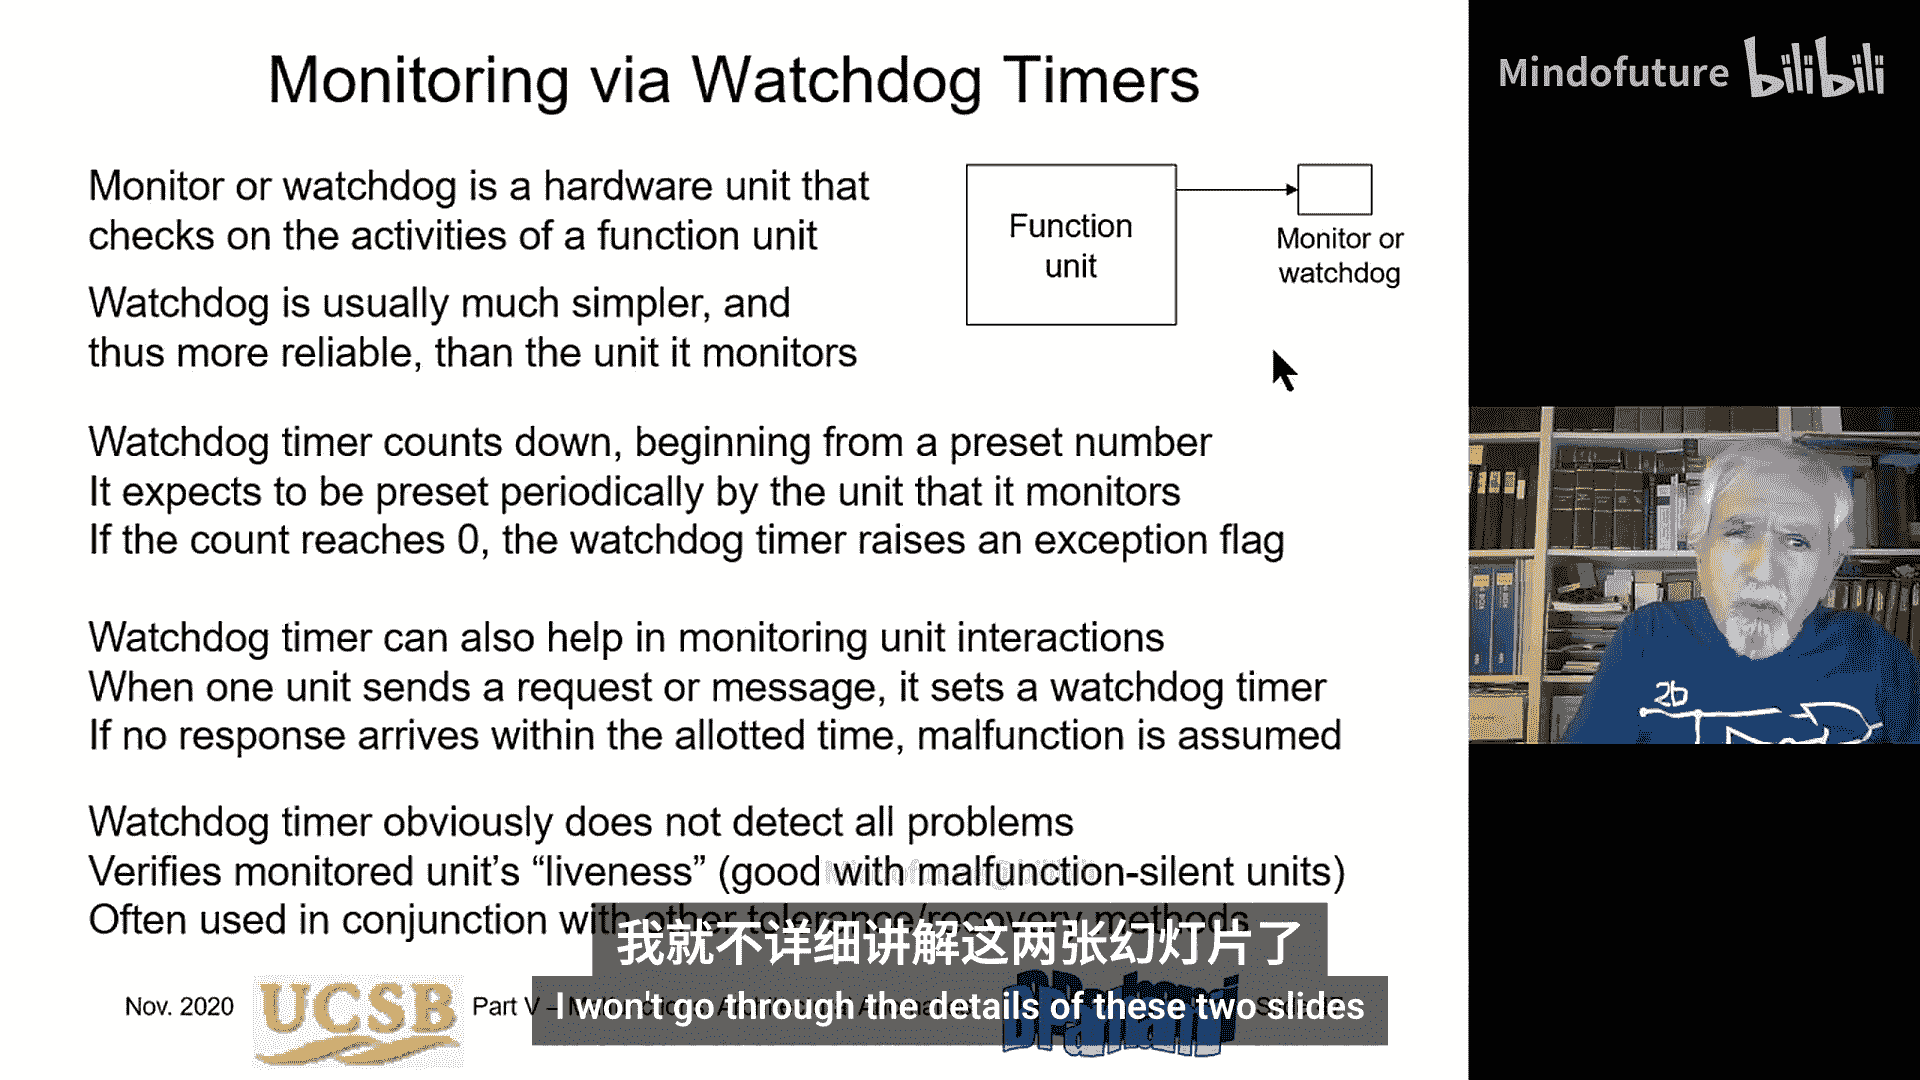 Monitoring via Watchdog Timers
Mindofuture bilibili
Monitor or watchdog is a hardware unit that
checks on the activities of a function unit
Watchdog is usually much simpler, and
thus more reliable, than the unit it monitors
Function
unit
Monitor or
watchdog
Watchdog timer counts down, beginning from a preset number
It expects to be preset periodically by the unit that it monitors
If the count reaches 0, the watchdog timer raises an exception flag
Watchdog timer can also help in monitoring unit interactions
When one unit sends a request or message, it sets a watchdog timer
If no response arrives within the allotted time, malfunction is assumed
Watchdog timer obviously does not detect all problems
Verifies monitored unit’s “liveness” (good with malfunction-silent units)
Often used in conjunction with other tolerance/recovery methods
2b
我就不详细讲解这两张幻灯片了
I won't go through the details of these two slides
Nov. 2020
UCSB
Part V –
BParhami